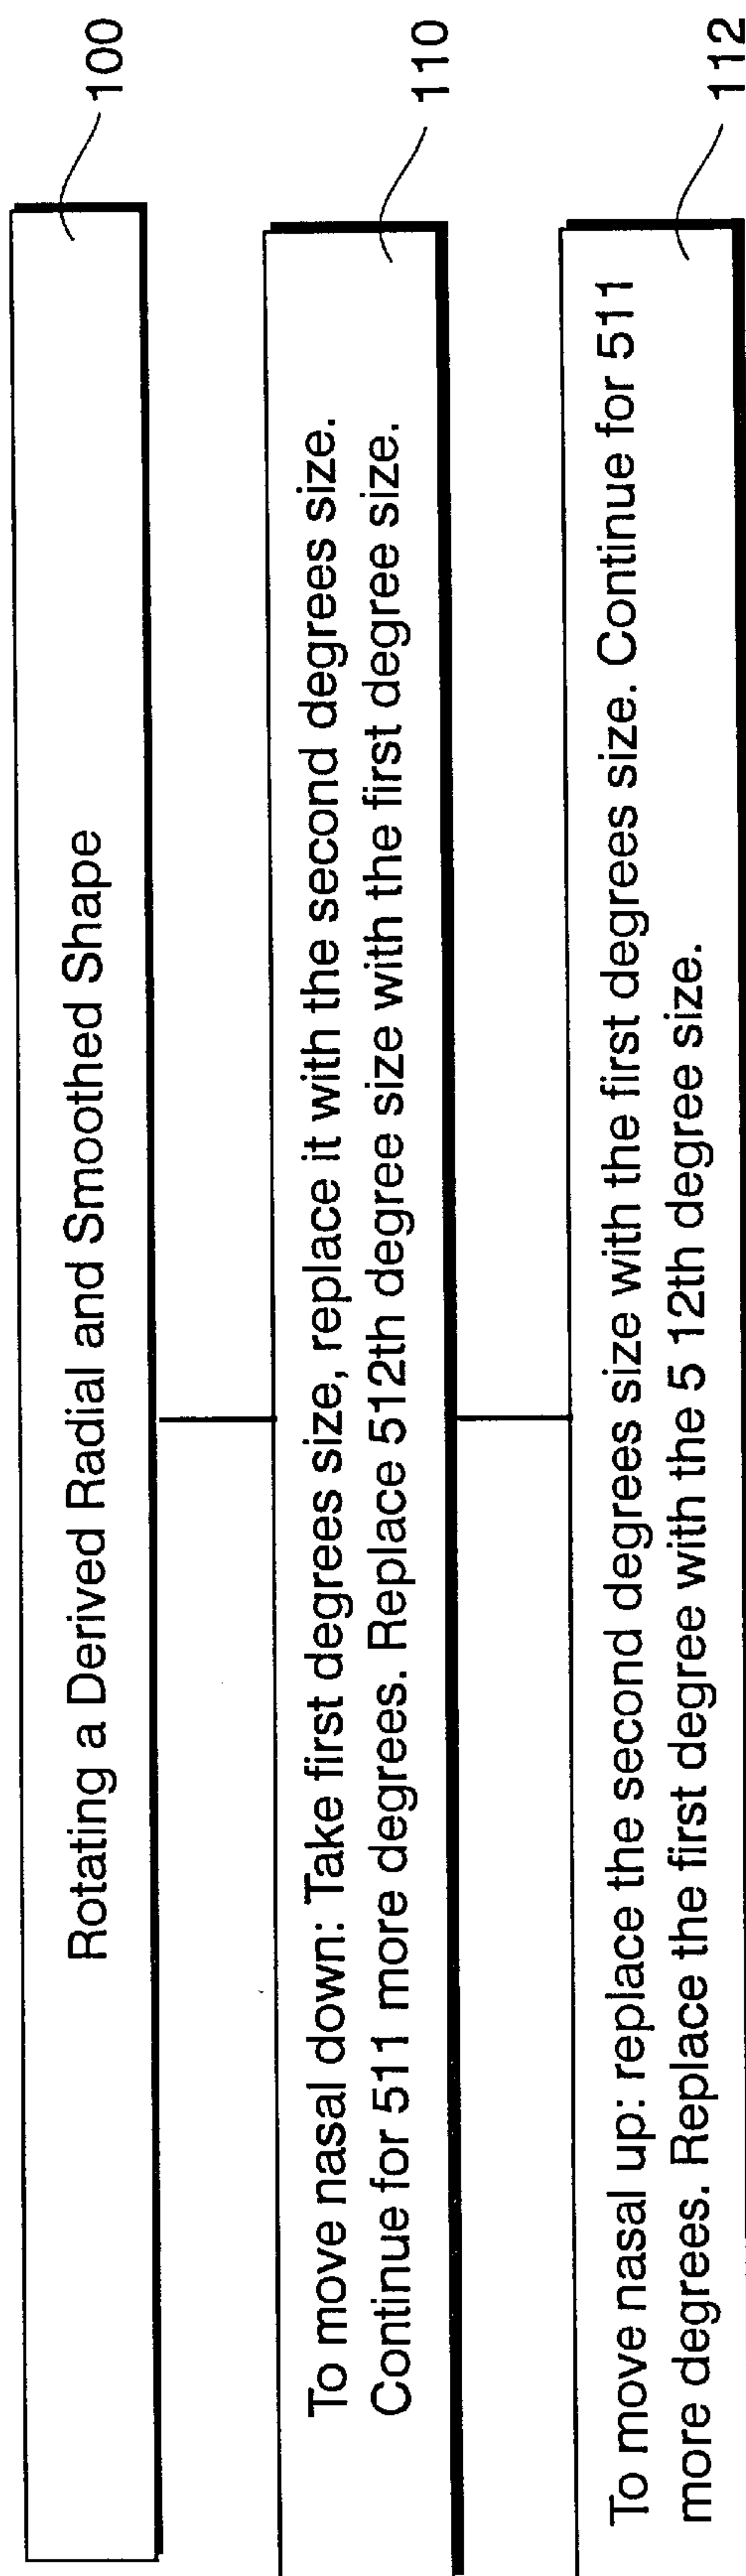 Rotating a Derived Radial and Smoothed Shape
100
To move nasal down: Take first degrees size, replace it with the second degrees size.
Continue for 511 more degrees. Replace 512th degree size with the first degree size.
110
To move nasal up: replace the second degrees size with the first degrees size. Continue for 511
more degrees. Replace the first degree with the 5 12th degree size.
112